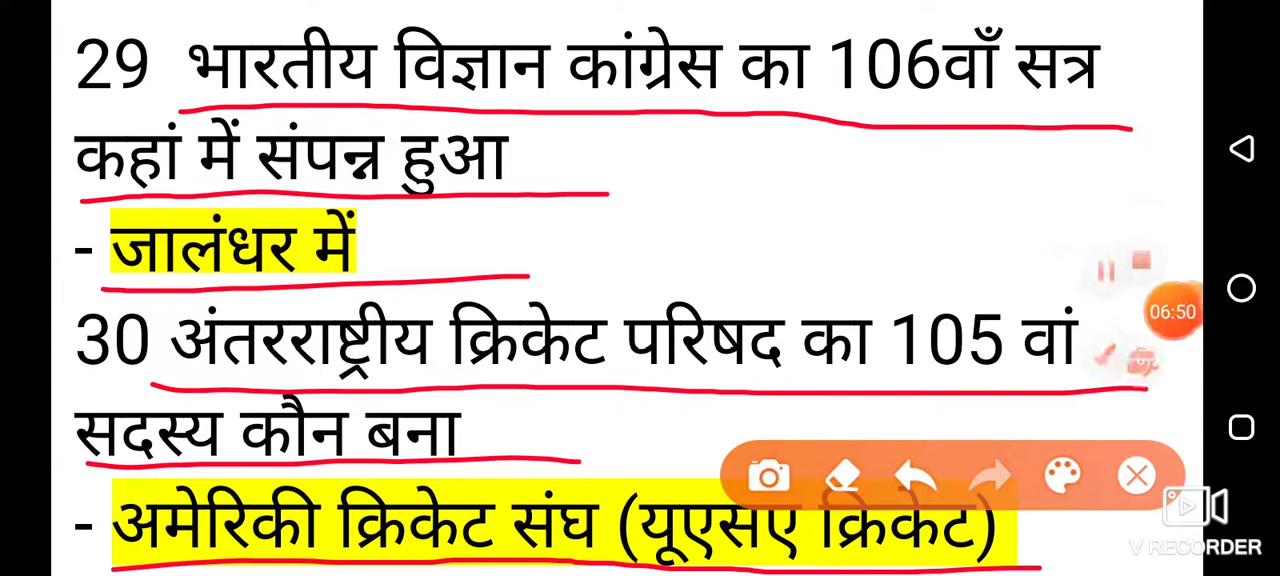 29 भारतीय विज्ञान कांग्रेस का 106वाँ सत्र
कहां में संपन्न हुआ
- जालंधर में
30 अंतरराष्ट्रीय क्रिकेट परिषद का 105 वां
सदस्य कौन बना
- अमेरिकी क्रिकेट संघ (यूएसए क्रिकेट)
06:50
V RECORDER